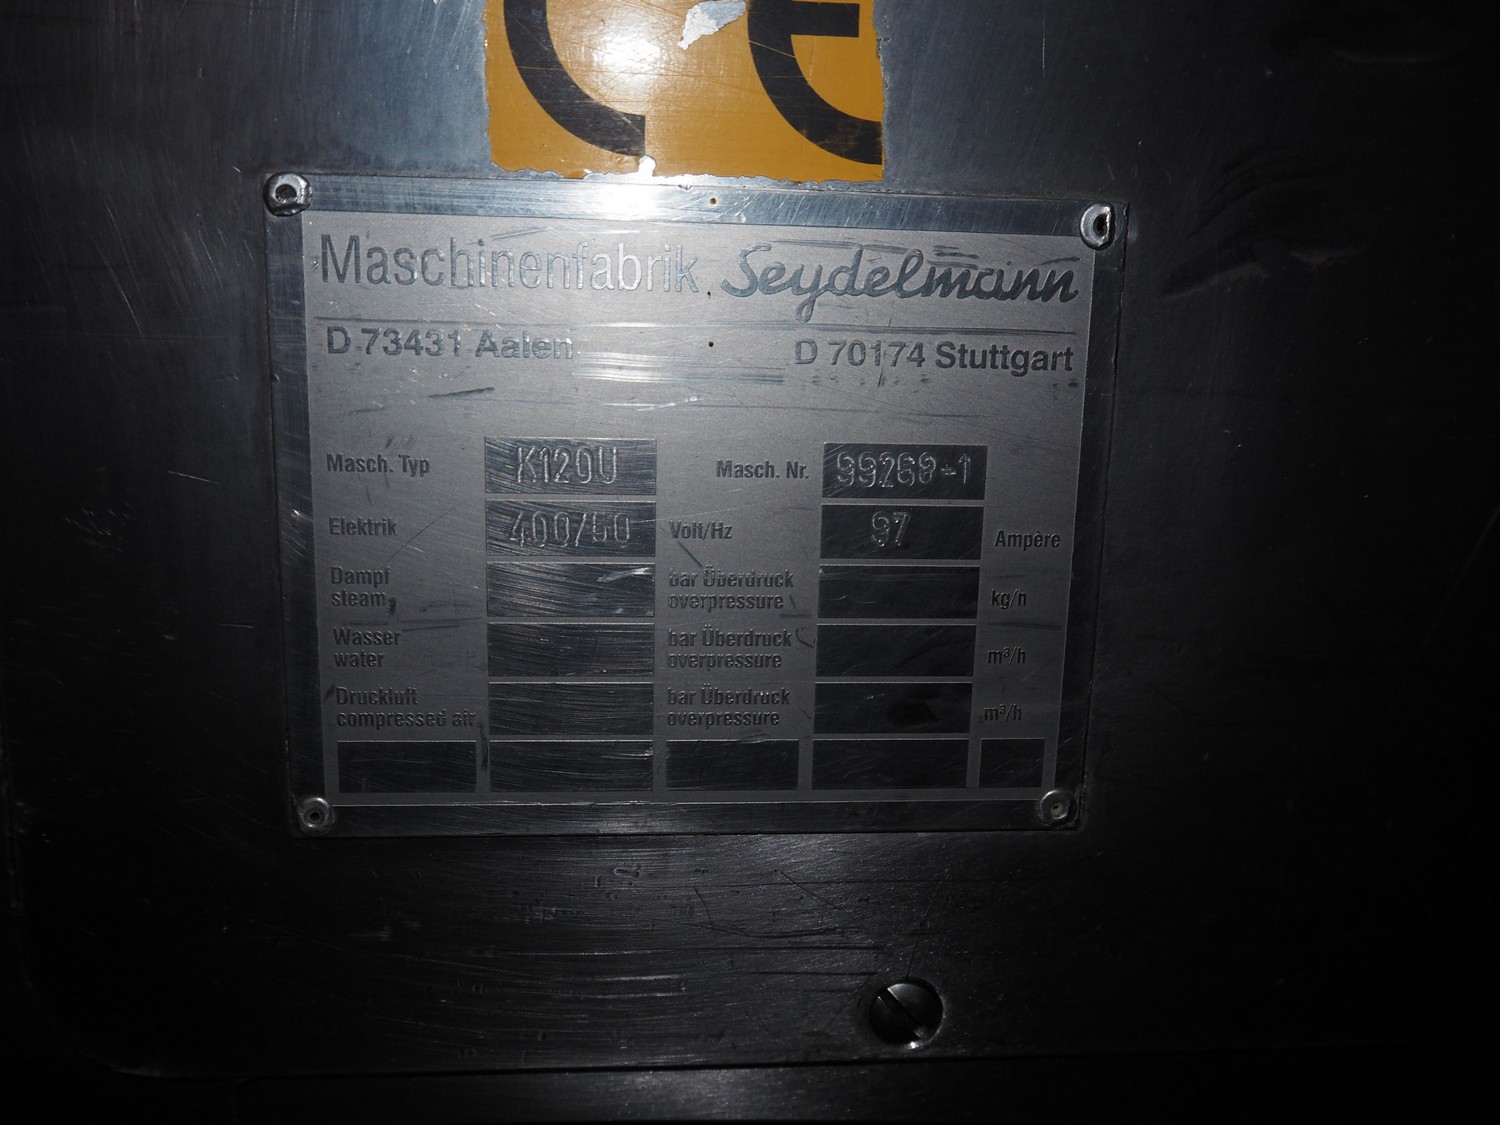 CE
Maschinenfabrik Seydelmann
D 73431 Aalen D 70174 Stuttgart
Masch. Typ K120U Masch. Nr. 99268-1
Elektrik 400/50 Volt/Hz 97 Ampère
Dampf bar Überdruck
steam overpressure kg/h
Wasser bar Überdruck
water overpressure m³/h
Druckluft bar Überdruck
compressed air overpressure m³/h